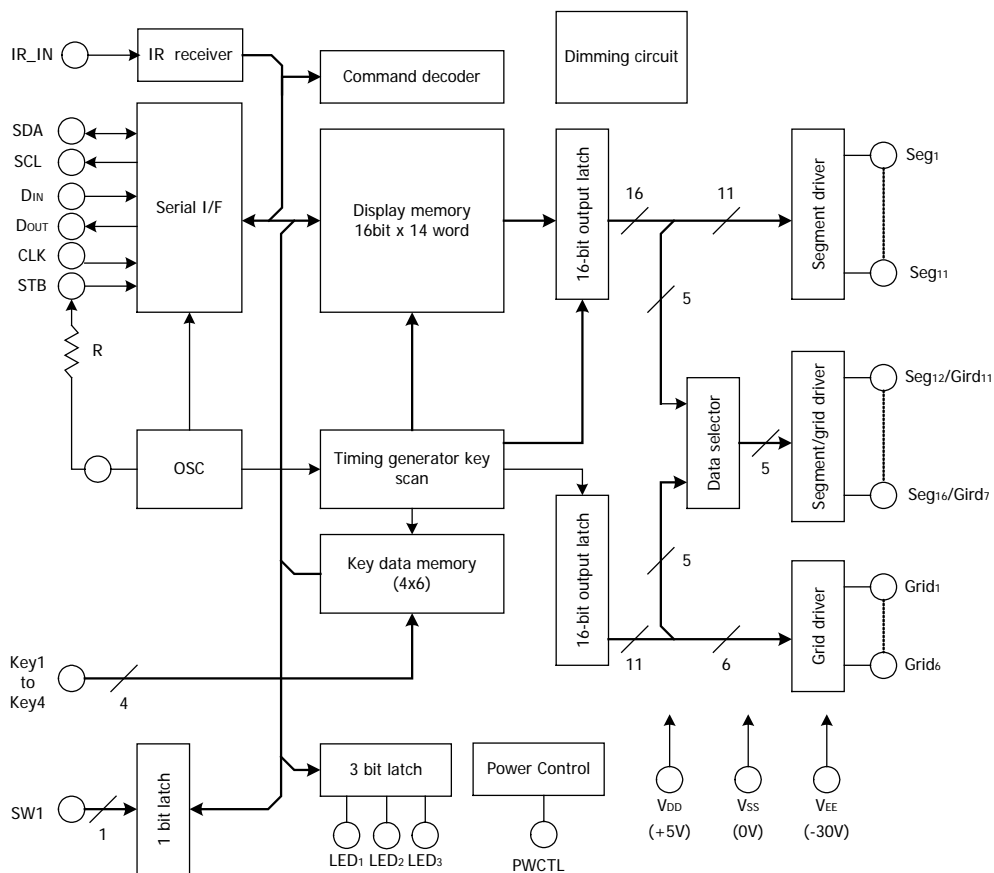 IR_IN
IR receiver
Command decoder
Dimming circuit
SDA
SCL
DIN
DOUT
CLK
STB
Serial I/F
Display memory
16bit x 14 word
16-bit output latch
16
11
Segment driver
Seg1
Seg11
5
R
OSC
Timing generator key
scan
Data selector
5
Segment/grid driver
Seg12/Gird11
Seg16/Gird7
Key data memory
(4x6)
16-bit output latch
5
11
6
Grid driver
Grid1
Grid6
Key1
to
Key4
4
SW1
1
1 bit latch
3 bit latch
LED1
LED2
LED3
Power Control
PWCTL
VDD
(+5V)
VSS
(0V)
VEE
(-30V)